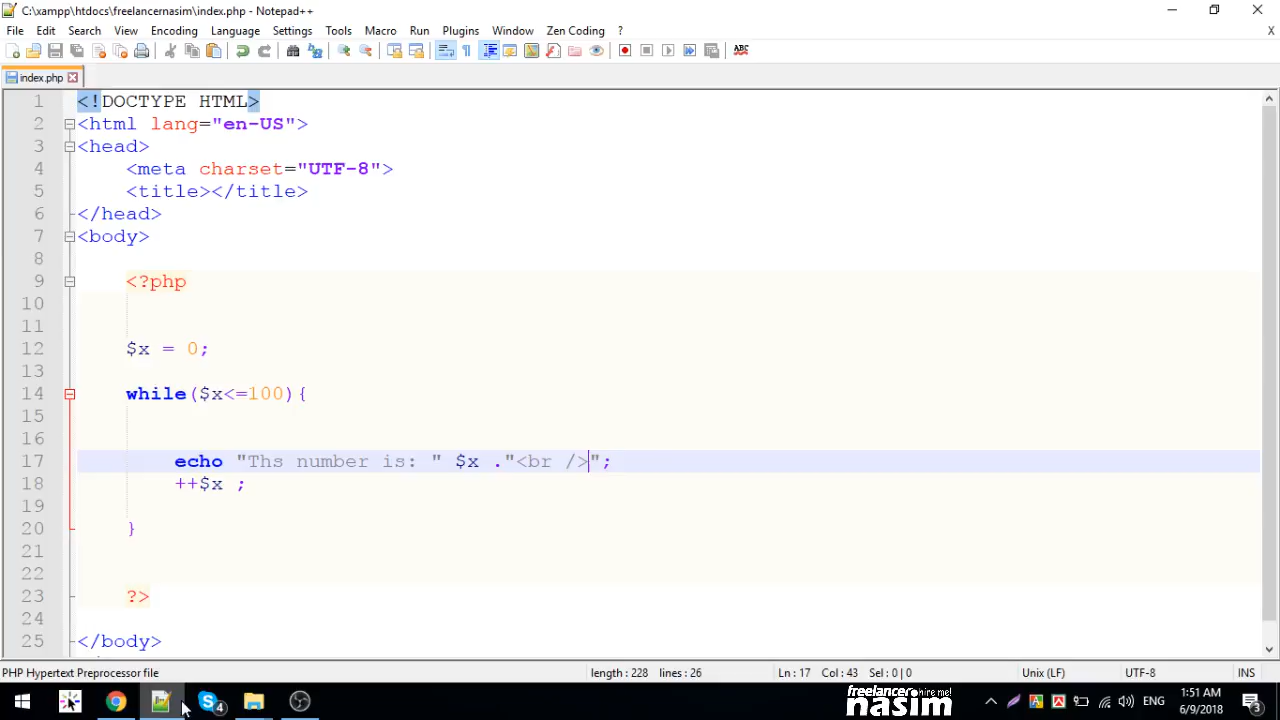 C:\xampp\htdocs\freelancernasim\index.php - Notepad++
File Edit Search View Encoding Language Settings Tools Macro Run Plugins Window Zen Coding ? X
ABC
index.php
1 <!DOCTYPE HTML>
2 <html lang="en-US">
3 <head>
4 <meta charset="UTF-8">
5 <title></title>
6 </head>
7 <body>
8
9 <?php
10
11
12 $x = 0;
13
14 while($x<=100){
15
16
17 echo "Ths number is: " $x ."<br />";
18 ++$x ;
19
20 }
21
22
23 ?>
24
25 </body>
PHP Hypertext Preprocessor file length : 228 lines : 26 Ln : 17 Col : 43 Sel : 0 | 0 Unix (LF) UTF-8 INS
4 freelancer hire me! nasim ENG 1:51 AM 6/9/2018 3